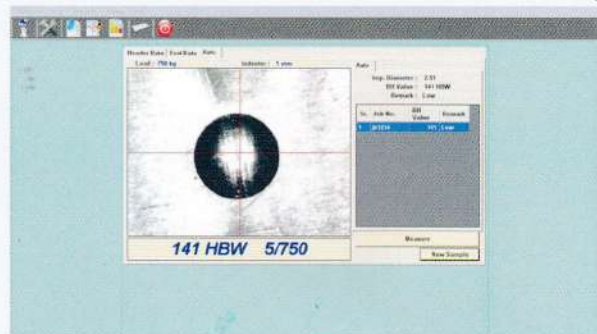 Header Data Test Data Auto
Load : 750 kg Indenter : 5 mm
Auto
Imp. Diameter : 2.51
BH Value : 141 HBW
Remark : Low
Sr. Job No. BH Value Remark
1 141 Low
141 HBW 5/750
Measure
New Sample